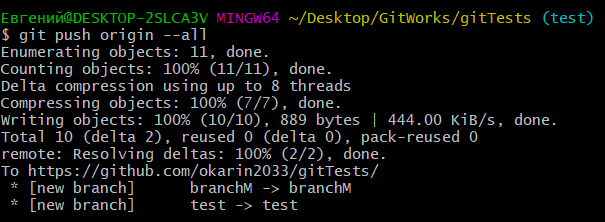 Евгений@DESKTOP-2SLCA3V MINGW64 ~/Desktop/GitWorks/gitTests (test)
$ git push origin --all
Enumerating objects: 11, done.
Counting objects: 100% (11/11), done.
Delta compression using up to 8 threads
Compressing objects: 100% (7/7), done.
Writing objects: 100% (10/10), 889 bytes | 444.00 KiB/s, done.
Total 10 (delta 2), reused 0 (delta 0), pack-reused 0
remote: Resolving deltas: 100% (2/2), done.
To https://github.com/okarin2033/gitTests/
 * [new branch]      branchM -> branchM
 * [new branch]      test -> test